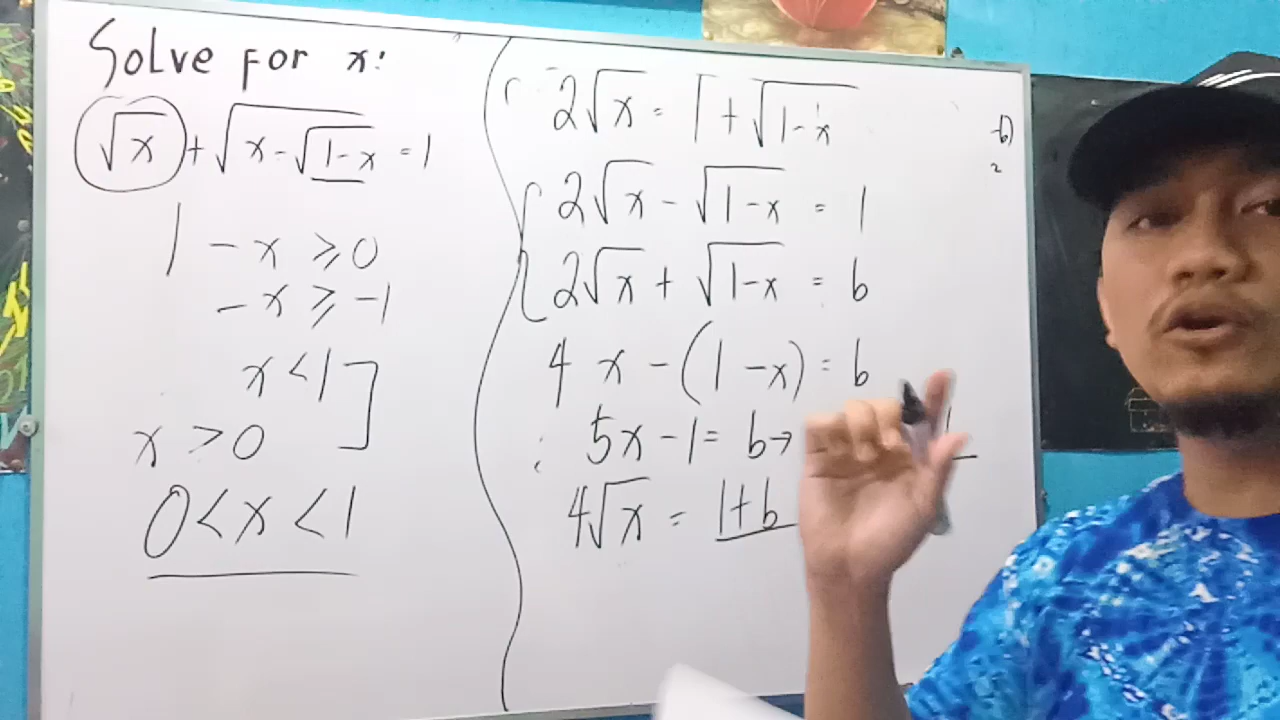 Solve for x:
√x + √(x - √(1-x)) = 1
1 - x ⩾ 0
-x ⩾ -1
x < 1
x > 0
0 < x < 1
2√x = 1 + √(1-x)
2√x - √(1-x) = 1
2√x + √(1-x) = b
4x - (1-x) = b
5x - 1 = b →
4√x = 1+b